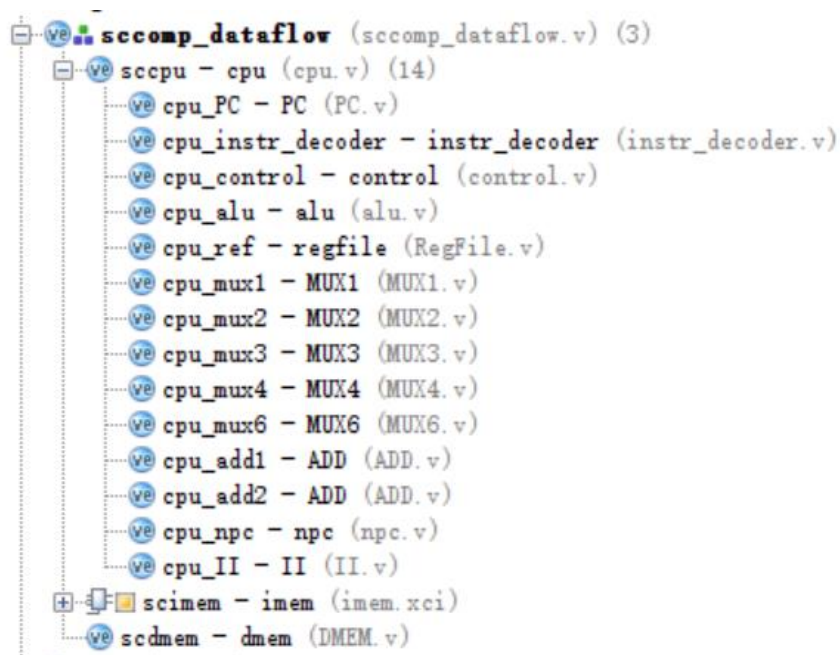 sccomp_dataflow (sccomp_dataflow.v) (3)
sccpu - cpu (cpu.v) (14)
cpu_PC - PC (PC.v)
cpu_instr_decoder - instr_decoder (instr_decoder.v)
cpu_control - control (control.v)
cpu_alu - alu (alu.v)
cpu_ref - regfile (RegFile.v)
cpu_mux1 - MUX1 (MUX1.v)
cpu_mux2 - MUX2 (MUX2.v)
cpu_mux3 - MUX3 (MUX3.v)
cpu_mux4 - MUX4 (MUX4.v)
cpu_mux6 - MUX6 (MUX6.v)
cpu_add1 - ADD (ADD.v)
cpu_add2 - ADD (ADD.v)
cpu_npc - npc (npc.v)
cpu_II - II (II.v)
scimem - imem (imem.xci)
scdmem - dmem (DMEM.v)